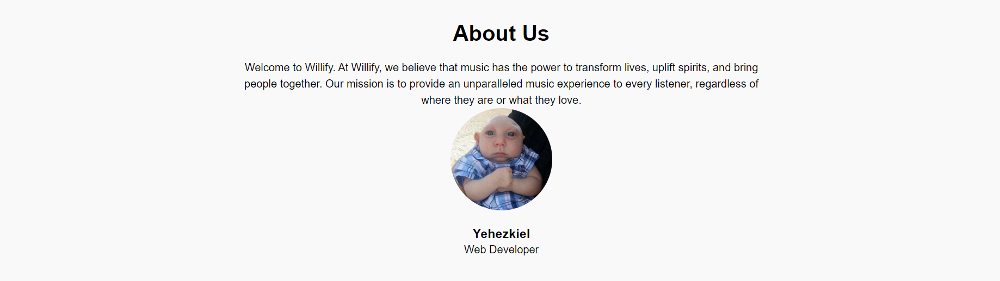 About Us
Welcome to Willify. At Willify, we believe that music has the power to transform lives, uplift spirits, and bring
people together. Our mission is to provide an unparalleled music experience to every listener, regardless of
where they are or what they love.
Yehezkiel
Web Developer